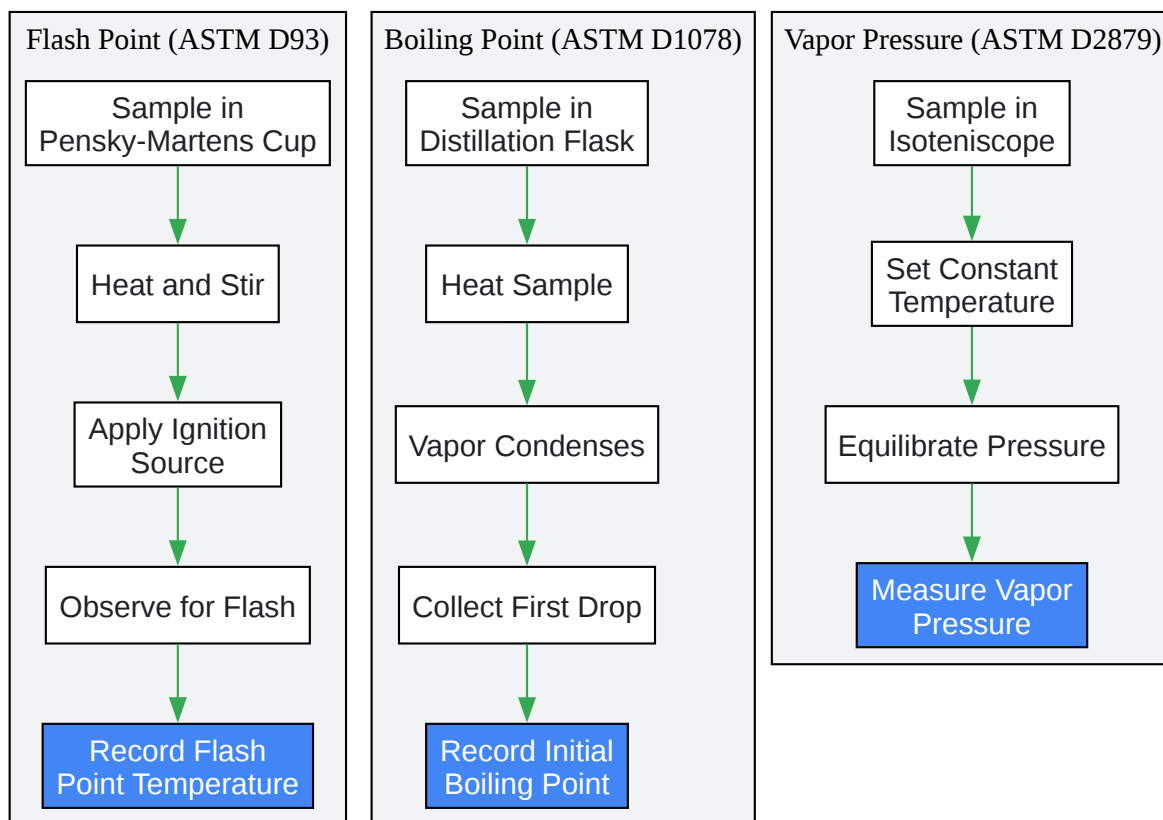 Flash Point (ASTM D93)
Sample in
Pensky-Martens Cup
Heat and Stir
Apply Ignition
Source
Observe for Flash
Record Flash
Point Temperature
Boiling Point (ASTM D1078)
Sample in
Distillation Flask
Heat Sample
Vapor Condenses
Collect First Drop
Record Initial
Boiling Point
Vapor Pressure (ASTM D2879)
Sample in
Isoteniscope
Set Constant
Temperature
Equilibrate Pressure
Measure Vapor
Pressure